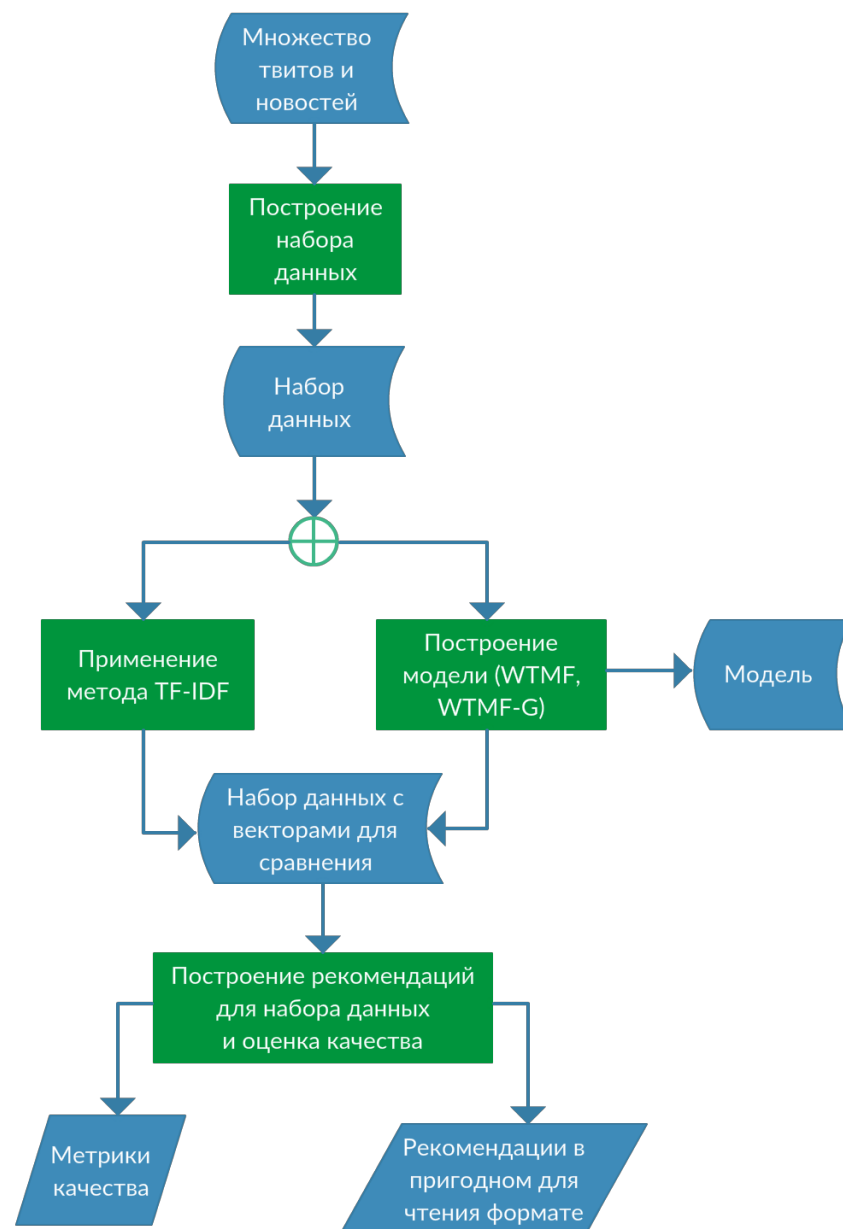 Множество
твитов и
новостей
Построение
набора
данных
Набор
данных
Применение
метода TF-IDF
Построение
модели (WTMF,
WTMF-G)
Модель
Набор данных с
векторами для
сравнения
Построение рекомендаций
для набора данных
и оценка качества
Метрики
качества
Рекомендации в
пригодном для
чтения формате